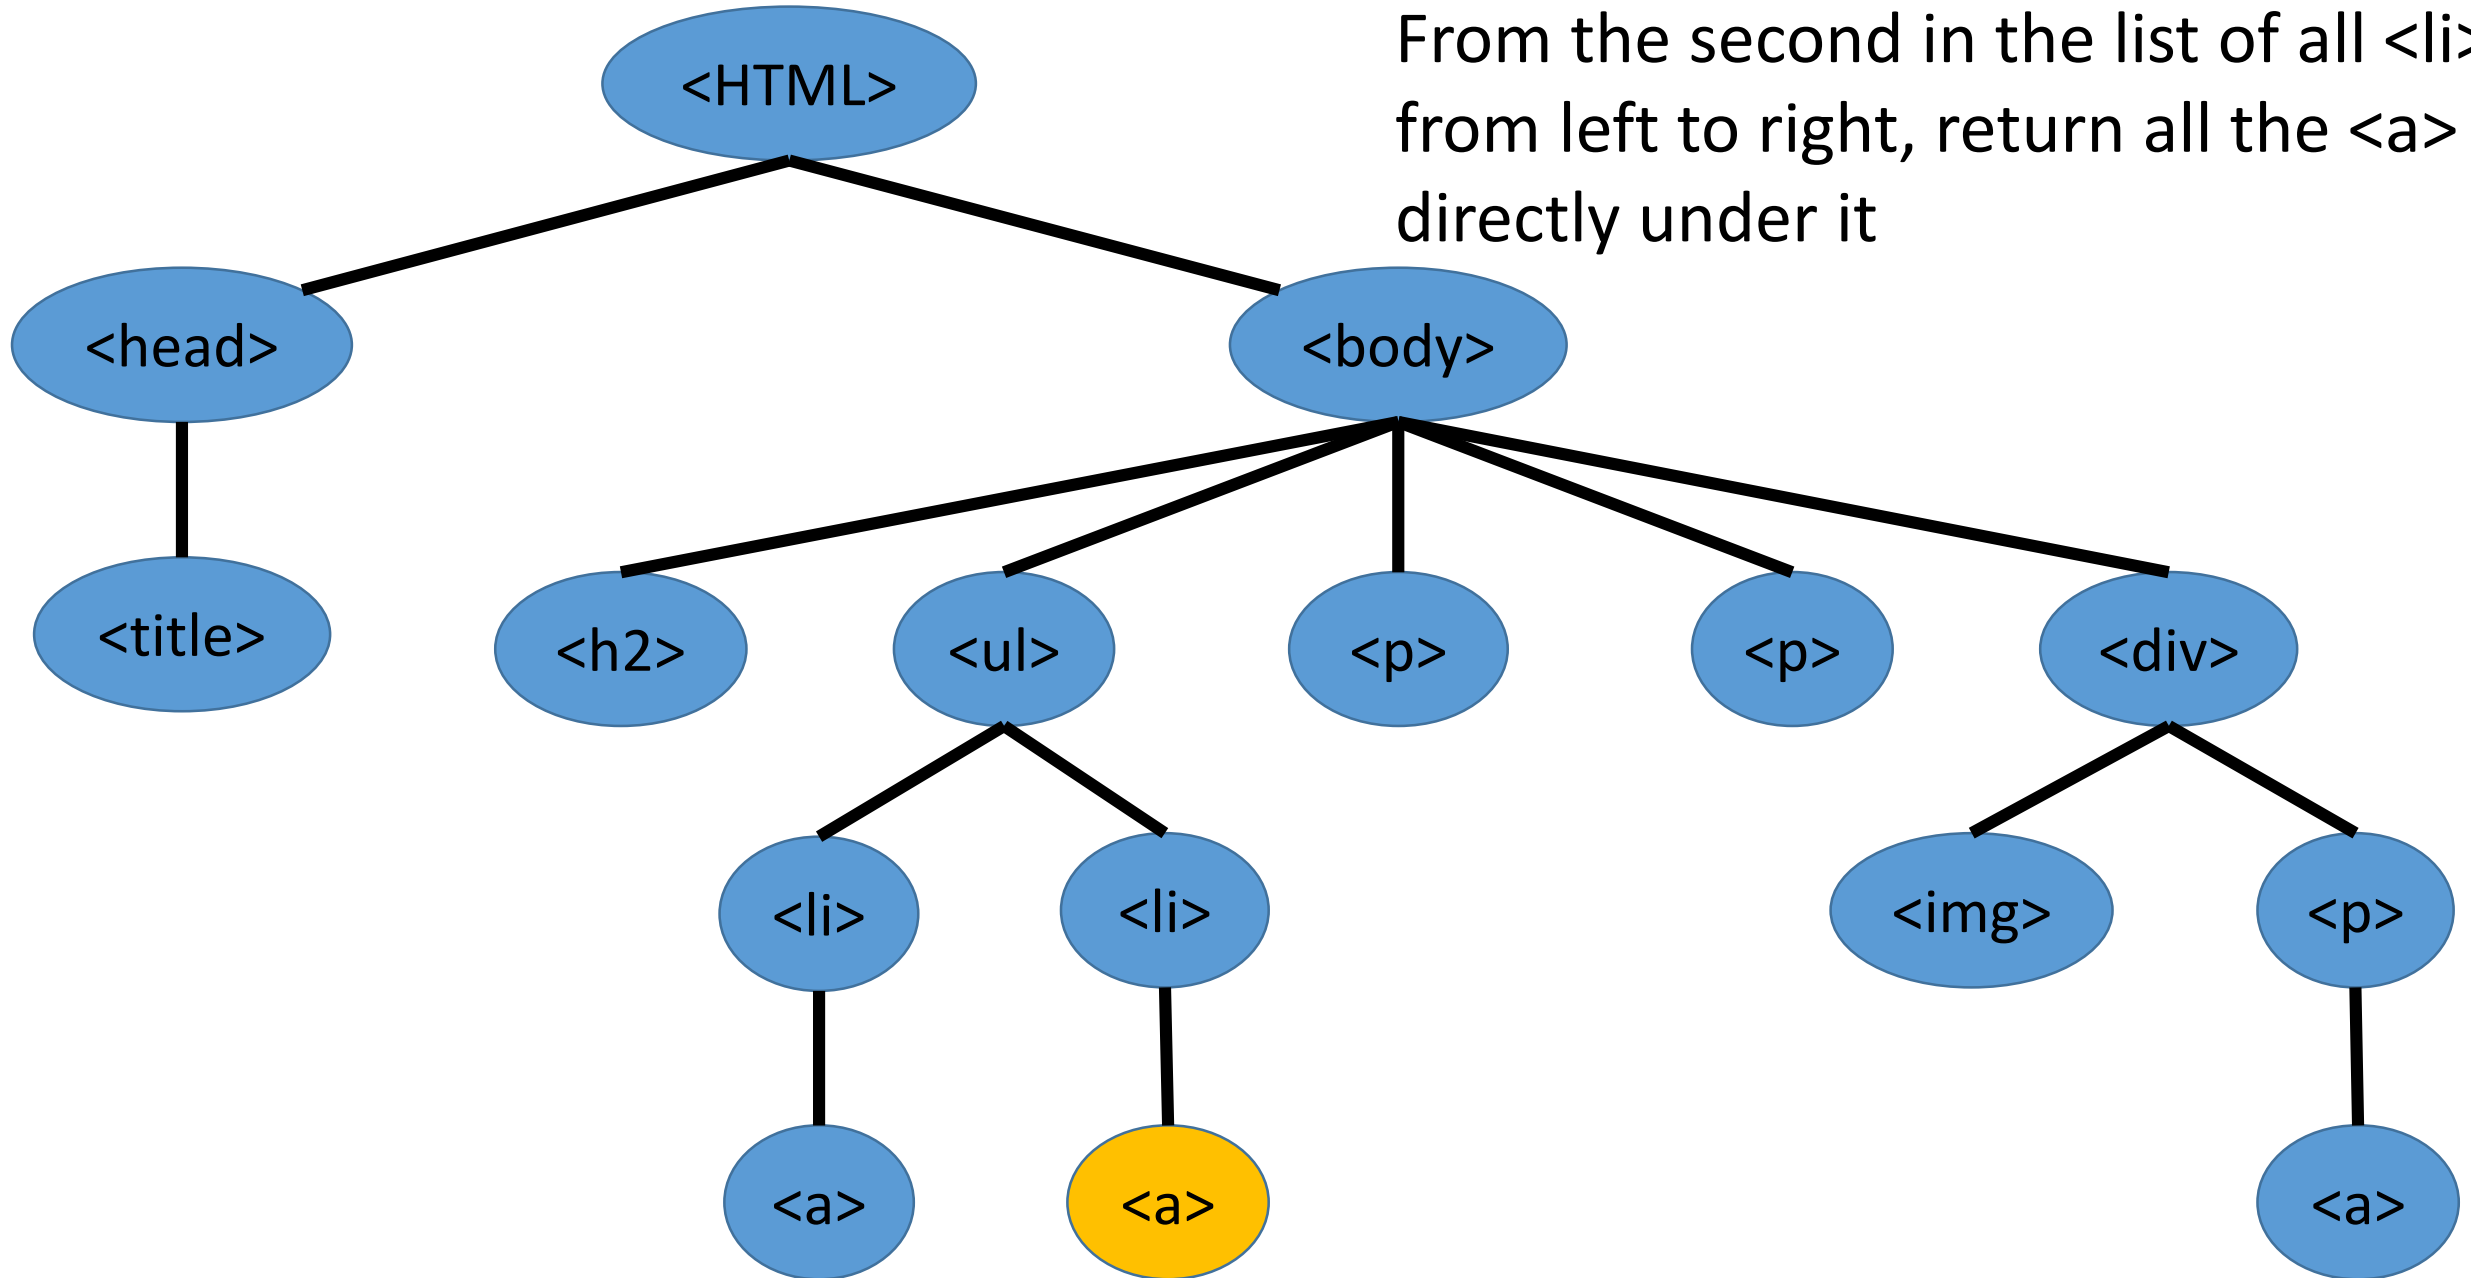 From the second in the list of all <li>
from left to right, return all the <a>
directly under it
<HTML>
<head>
<body>
<title>
<h2>
<ul>
<p>
<p>
<div>
<li>
<li>
<img>
<p>
<a>
<a>
<a>